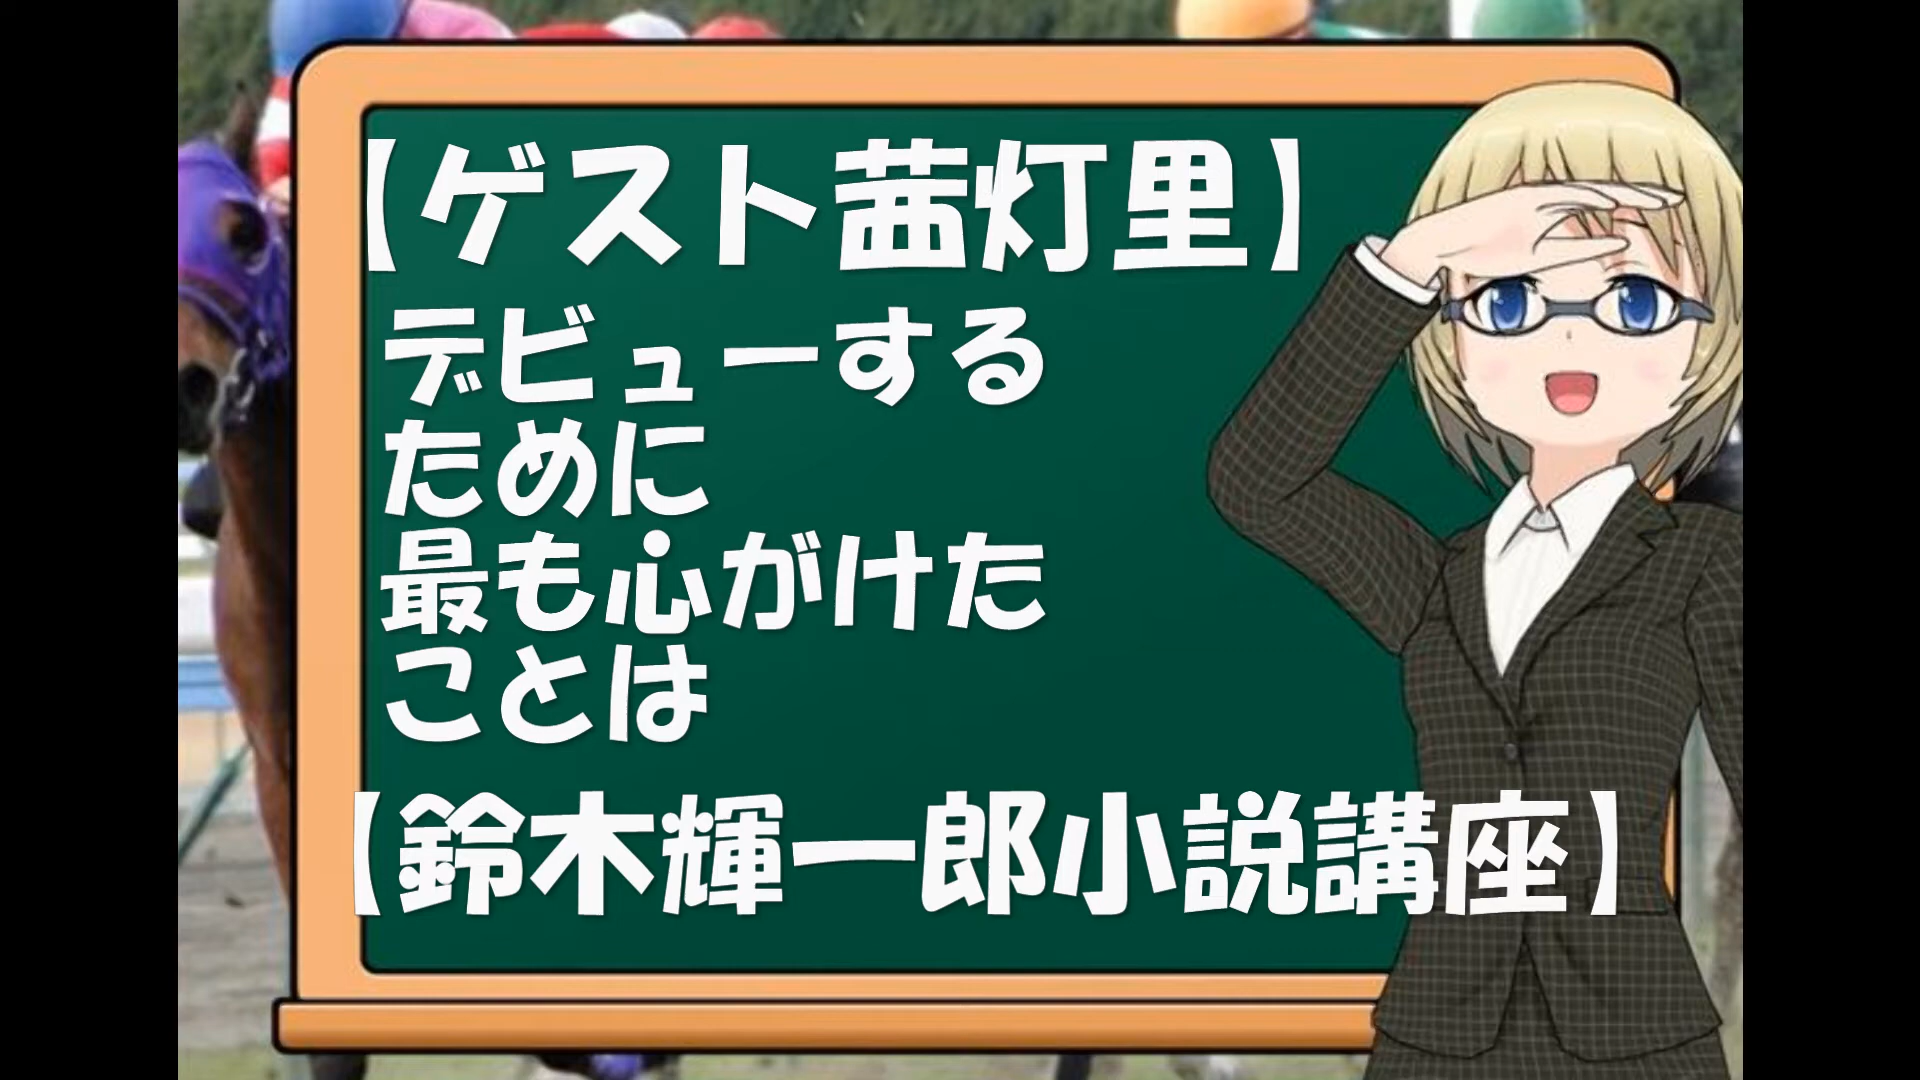 【ゲスト茜灯里】
デビューする
ために
最も心がけた
ことは
【鈴木輝一郎小説講座】